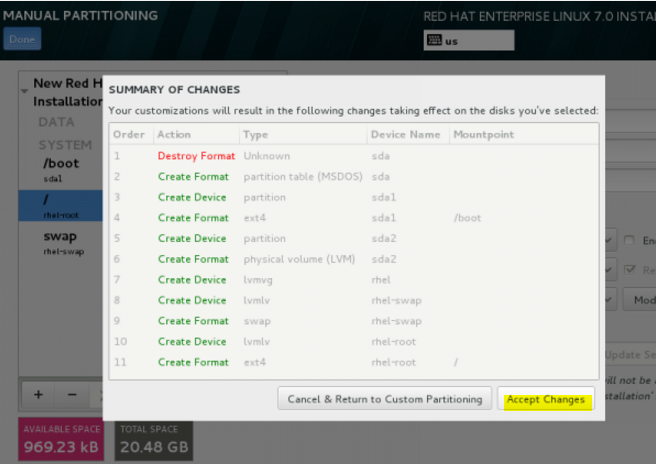 MANUAL PARTITIONING
RED HAT ENTERPRISE LINUX 7.0 INSTAL
Done
us
New Red H
Installation
DATA
SYSTEM
/boot
sda1
/
rhel-root
swap
rhel-swap
SUMMARY OF CHANGES
Your customizations will result in the following changes taking effect on the disks you've selected:
Order Action Type Device Name Mountpoint
1 Destroy Format Unknown sda
2 Create Format partition table (MSDOS) sda
3 Create Device partition sda1
4 Create Format ext4 sda1 /boot
5 Create Device partition sda2
6 Create Format physical volume (LVM) sda2
7 Create Device lvmvg rhel
8 Create Device lvmlv rhel-swap
9 Create Format swap rhel-swap
10 Create Device lvmlv rhel-root
11 Create Format ext4 rhel-root /
Cancel & Return to Custom Partitioning Accept Changes
En
Re
Mod
Update Se
ill not be
stallation'
+ −
AVAILABLE SPACE
969.23 kB
TOTAL SPACE
20.48 GB